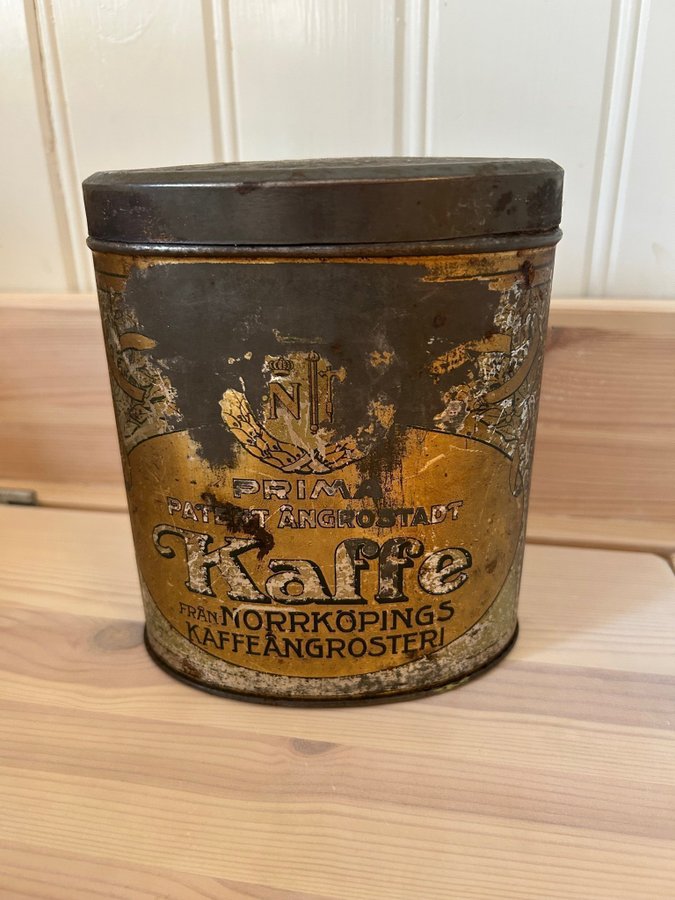 N
PRIMA
PATENT ÅNGROSTADT
Kaffe
FRÅN NORRKÖPINGS
KAFFEÅNGROSTERI